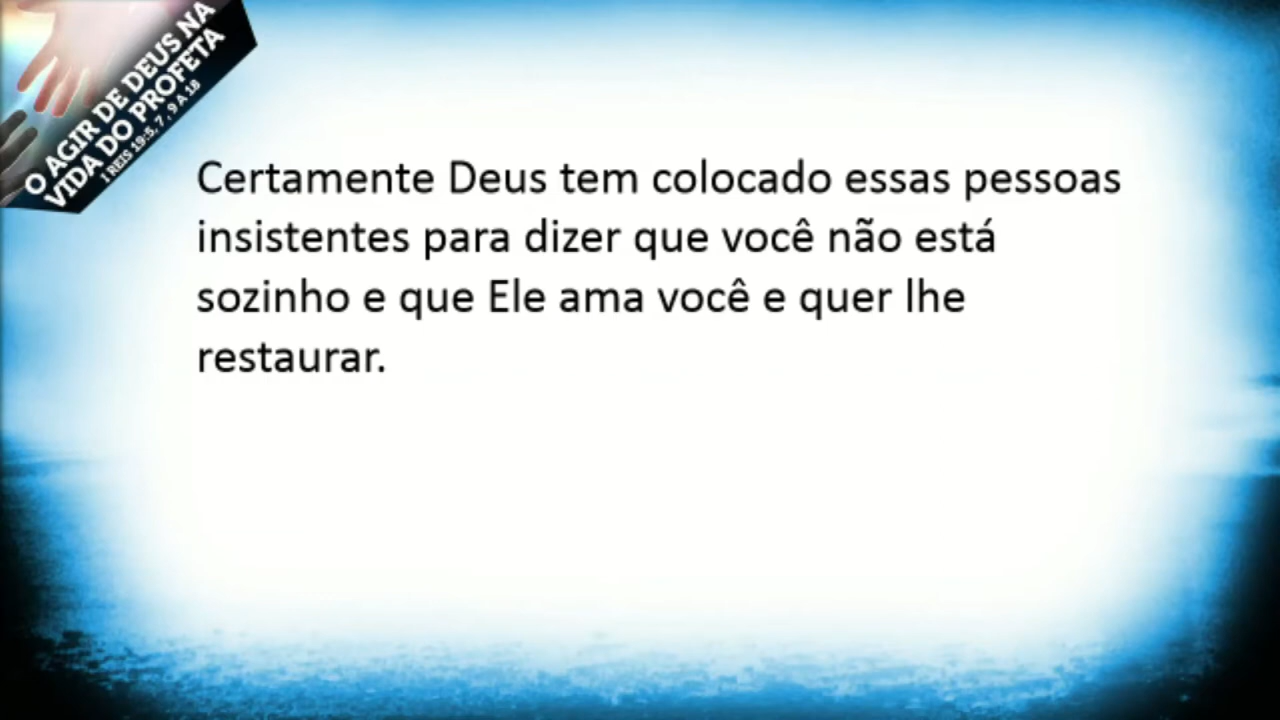 O AGIR DE DEUS NA
VIDA DO PROFETA
I REIS 19:5, 7 , 9 A 18
Certamente Deus tem colocado essas pessoas
insistentes para dizer que você não está
sozinho e que Ele ama você e quer lhe
restaurar.